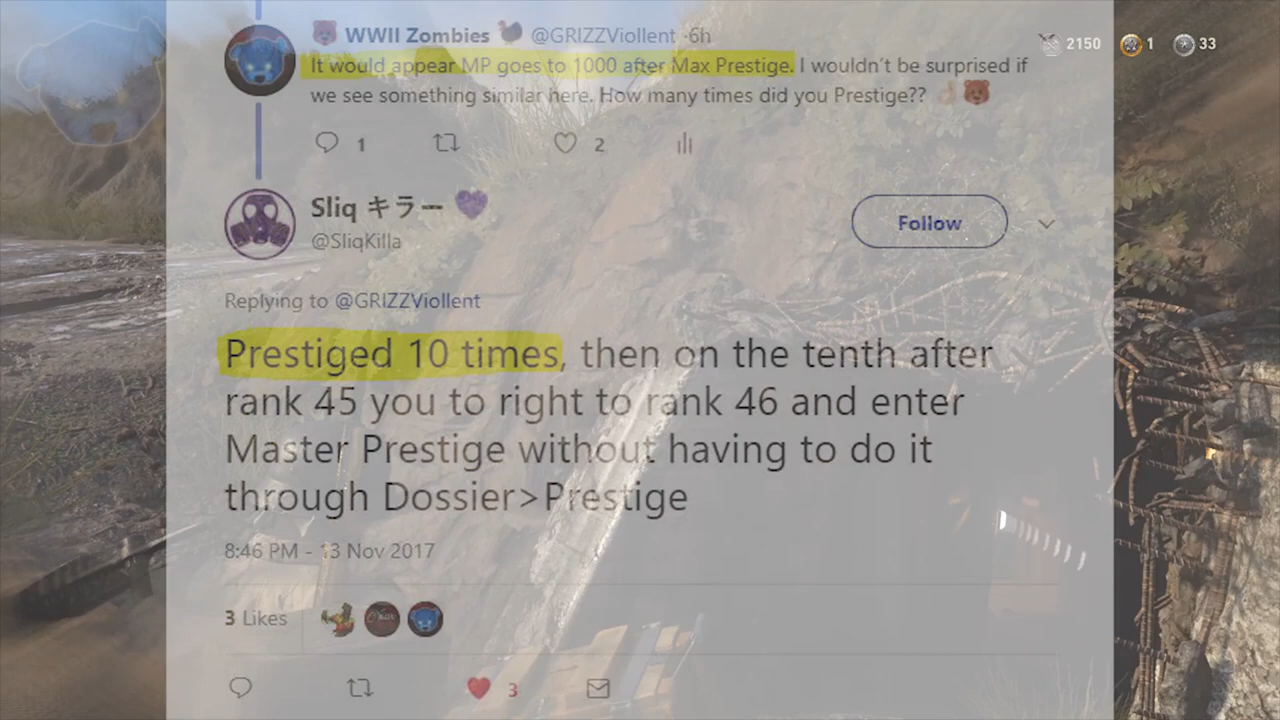 WWII Zombies @GRIZZViollent ·6h
2150 1 33
It would appear MP goes to 1000 after Max Prestige. I wouldn't be surprised if
we see something similar here. How many times did you Prestige??
1 2
Sliq キラー
@SliqKilla
Follow
Replying to @GRIZZViollent
Prestiged 10 times, then on the tenth after
rank 45 you to right to rank 46 and enter
Master Prestige without having to do it
through Dossier>Prestige
8:46 PM - 13 Nov 2017
3 Likes
3